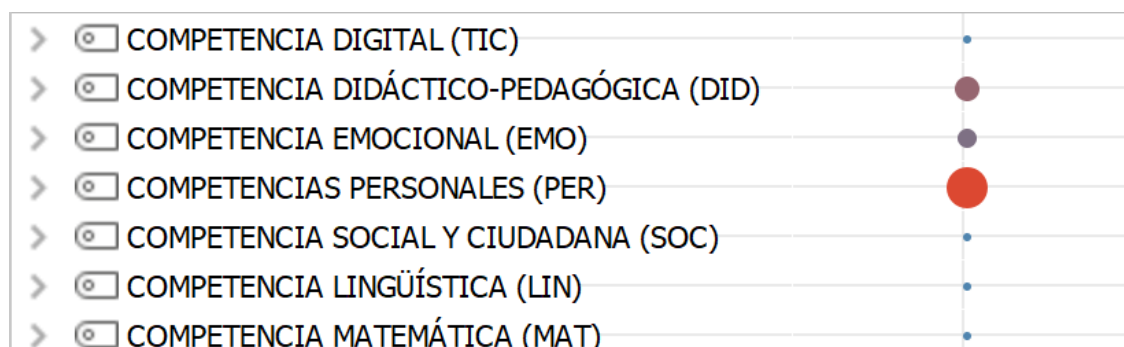 COMPETENCIA DIGITAL (TIC)
COMPETENCIA DIDÁCTICO-PEDAGÓGICA (DID)
COMPETENCIA EMOCIONAL (EMO)
COMPETENCIAS PERSONALES (PER)
COMPETENCIA SOCIAL Y CIUDADANA (SOC)
COMPETENCIA LINGÜÍSTICA (LIN)
COMPETENCIA MATEMÁTICA (MAT)